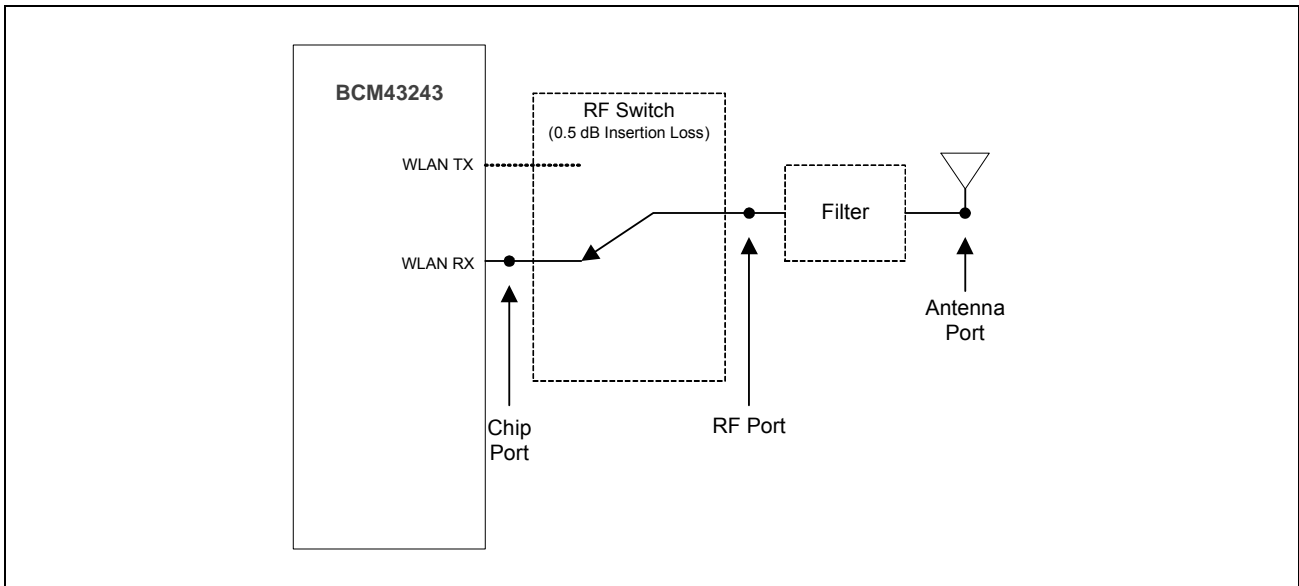 BCM43243
RF Switch
(0.5 dB Insertion Loss)
WLAN TX
Filter
WLAN RX
Antenna
Port
Chip
Port
RF Port